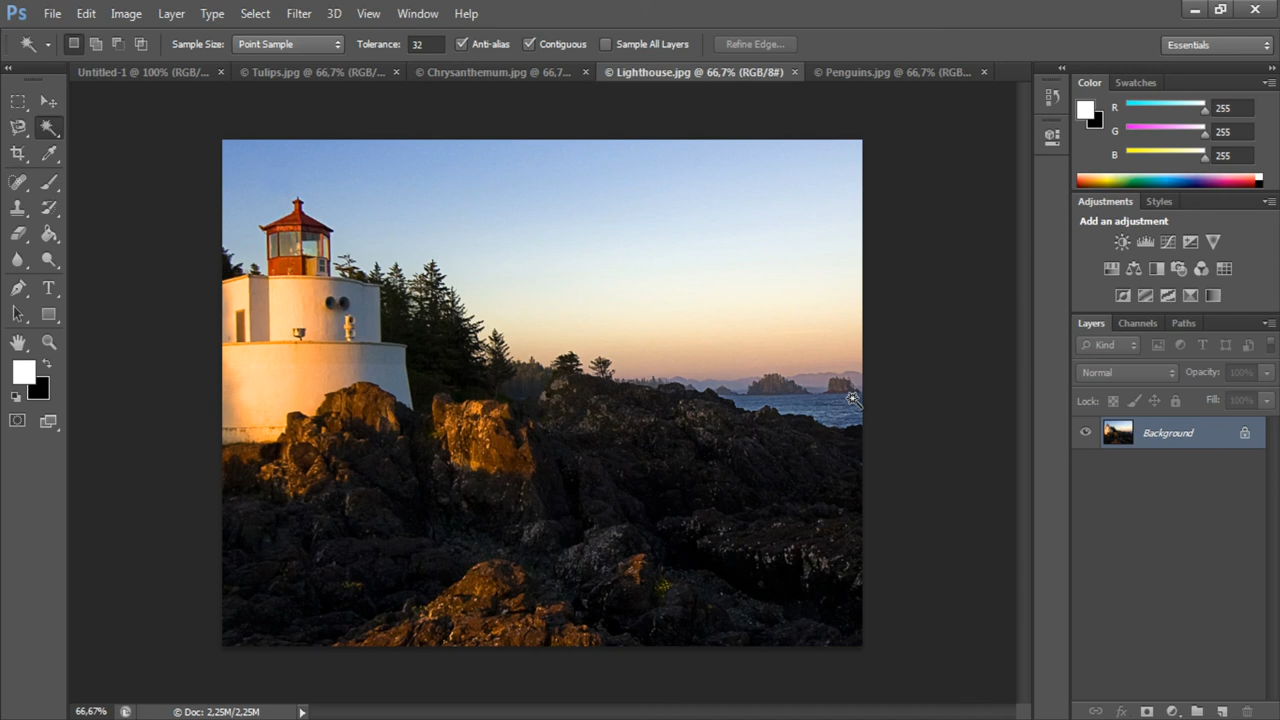 Ps File Edit Image Layer Type Select Filter 3D View Window Help
Sample Size: Point Sample Tolerance: 32 Anti-alias Contiguous Sample All Layers Refine Edge... Essentials
Untitled-1 @ 100% (RGB/... × © Tulips.jpg @ 66,7% (RGB/... × © Chrysanthemum.jpg @ 66,7... × © Lighthouse.jpg @ 66,7% (RGB/8#) × © Penguins.jpg @ 66,7% (RGB... ×
Color Swatches
R 255
G 255
B 255
Adjustments Styles
Add an adjustment
Layers Channels Paths
Kind
Normal Opacity: 100%
Lock: Fill: 100%
Background
66,67% © Doc: 2,25M/2,25M